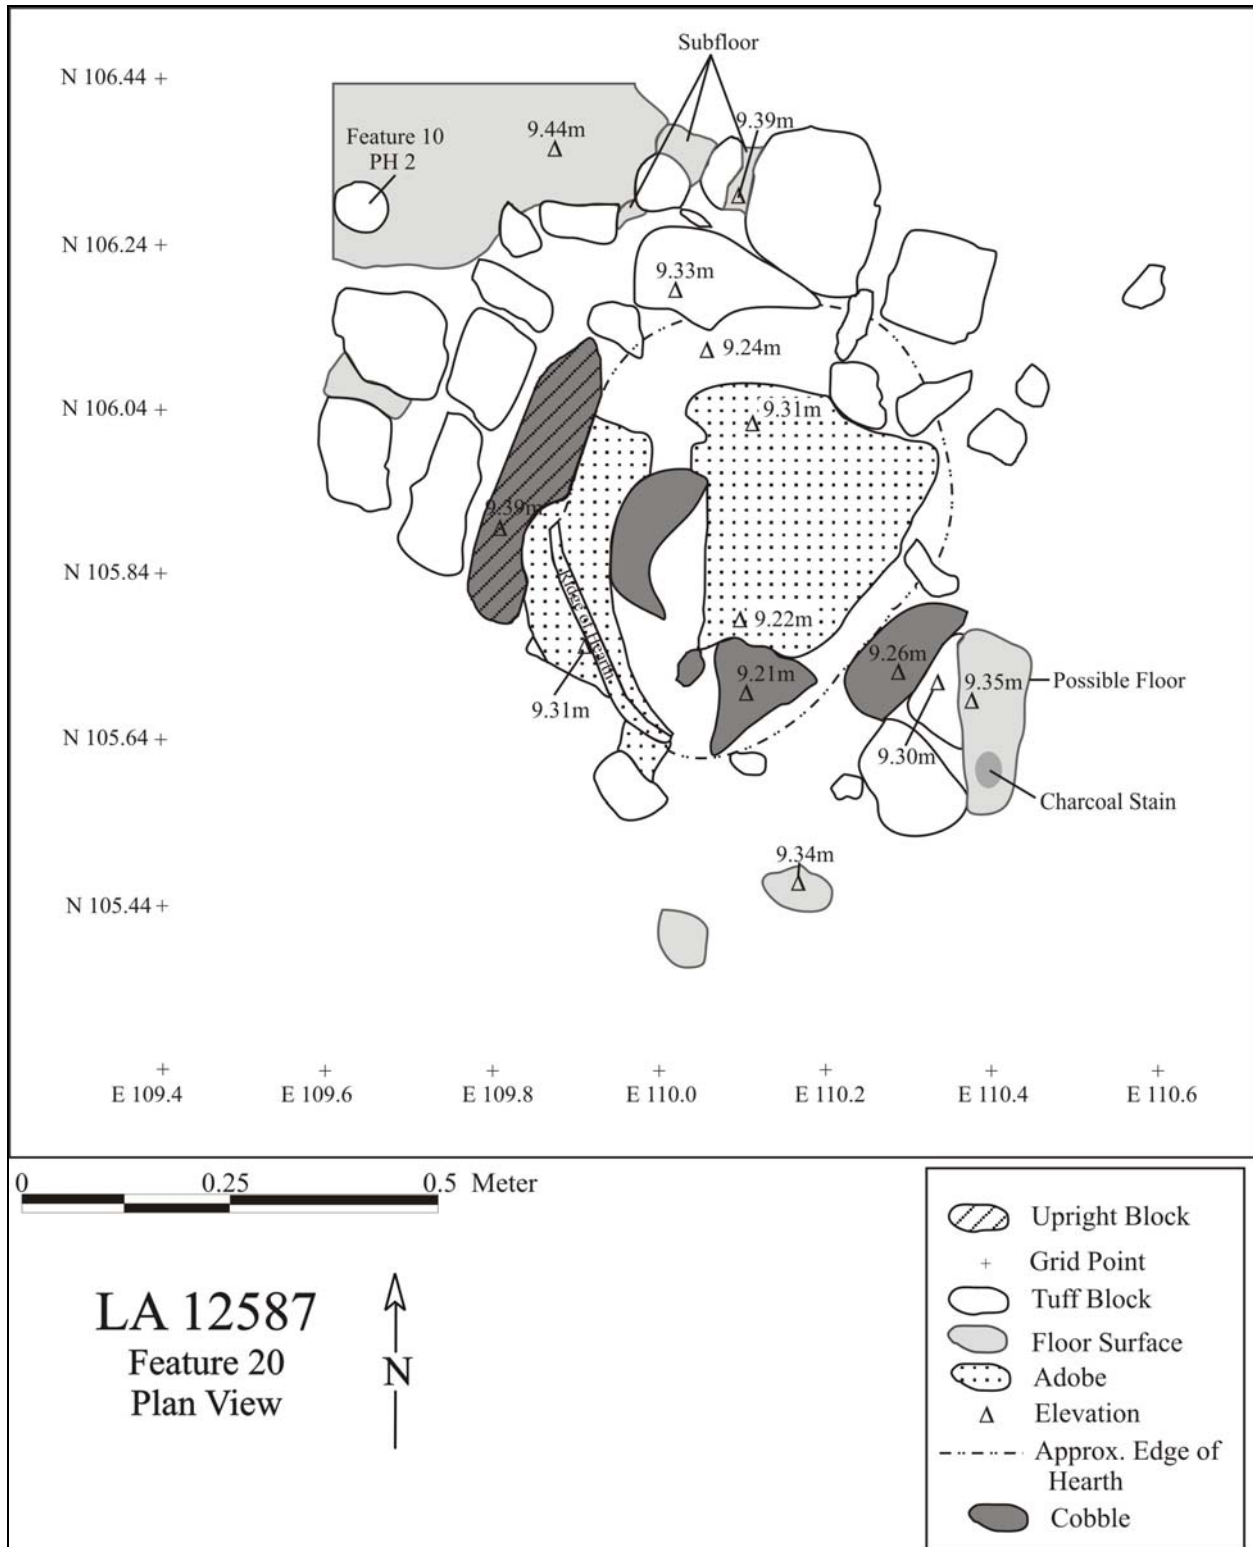 Subfloor
N 106.44 +
9.39m
9.44m
Feature 10
PH 2
N 106.24 +
9.33m
9.24m
N 106.04 +
9.31m
9.39m
N 105.84 +
Ridge of Hearth
9.22m
9.26m
9.21m
9.35m
Possible Floor
9.31m
N 105.64 +
9.30m
Charcoal Stain
9.34m
N 105.44 +
+ + + + + + +
E 109.4 E 109.6 E 109.8 E 110.0 E 110.2 E 110.4 E 110.6
0 0.25 0.5 Meter
LA 12587
Feature 20
Plan View
N
Upright Block
+ Grid Point
Tuff Block
Floor Surface
Adobe
Elevation
Approx. Edge of
Hearth
Cobble